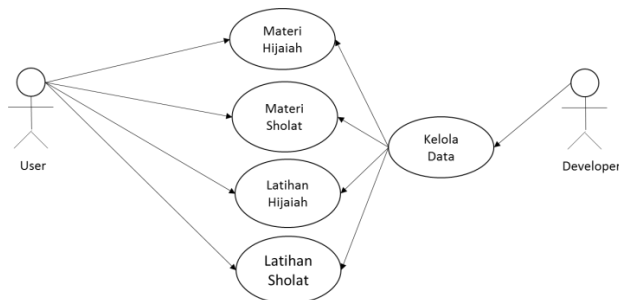 Materi
Hijaiah
Materi
Sholat
Kelola
Data
User
Developer
Latihan
Hijaiah
Latihan
Sholat